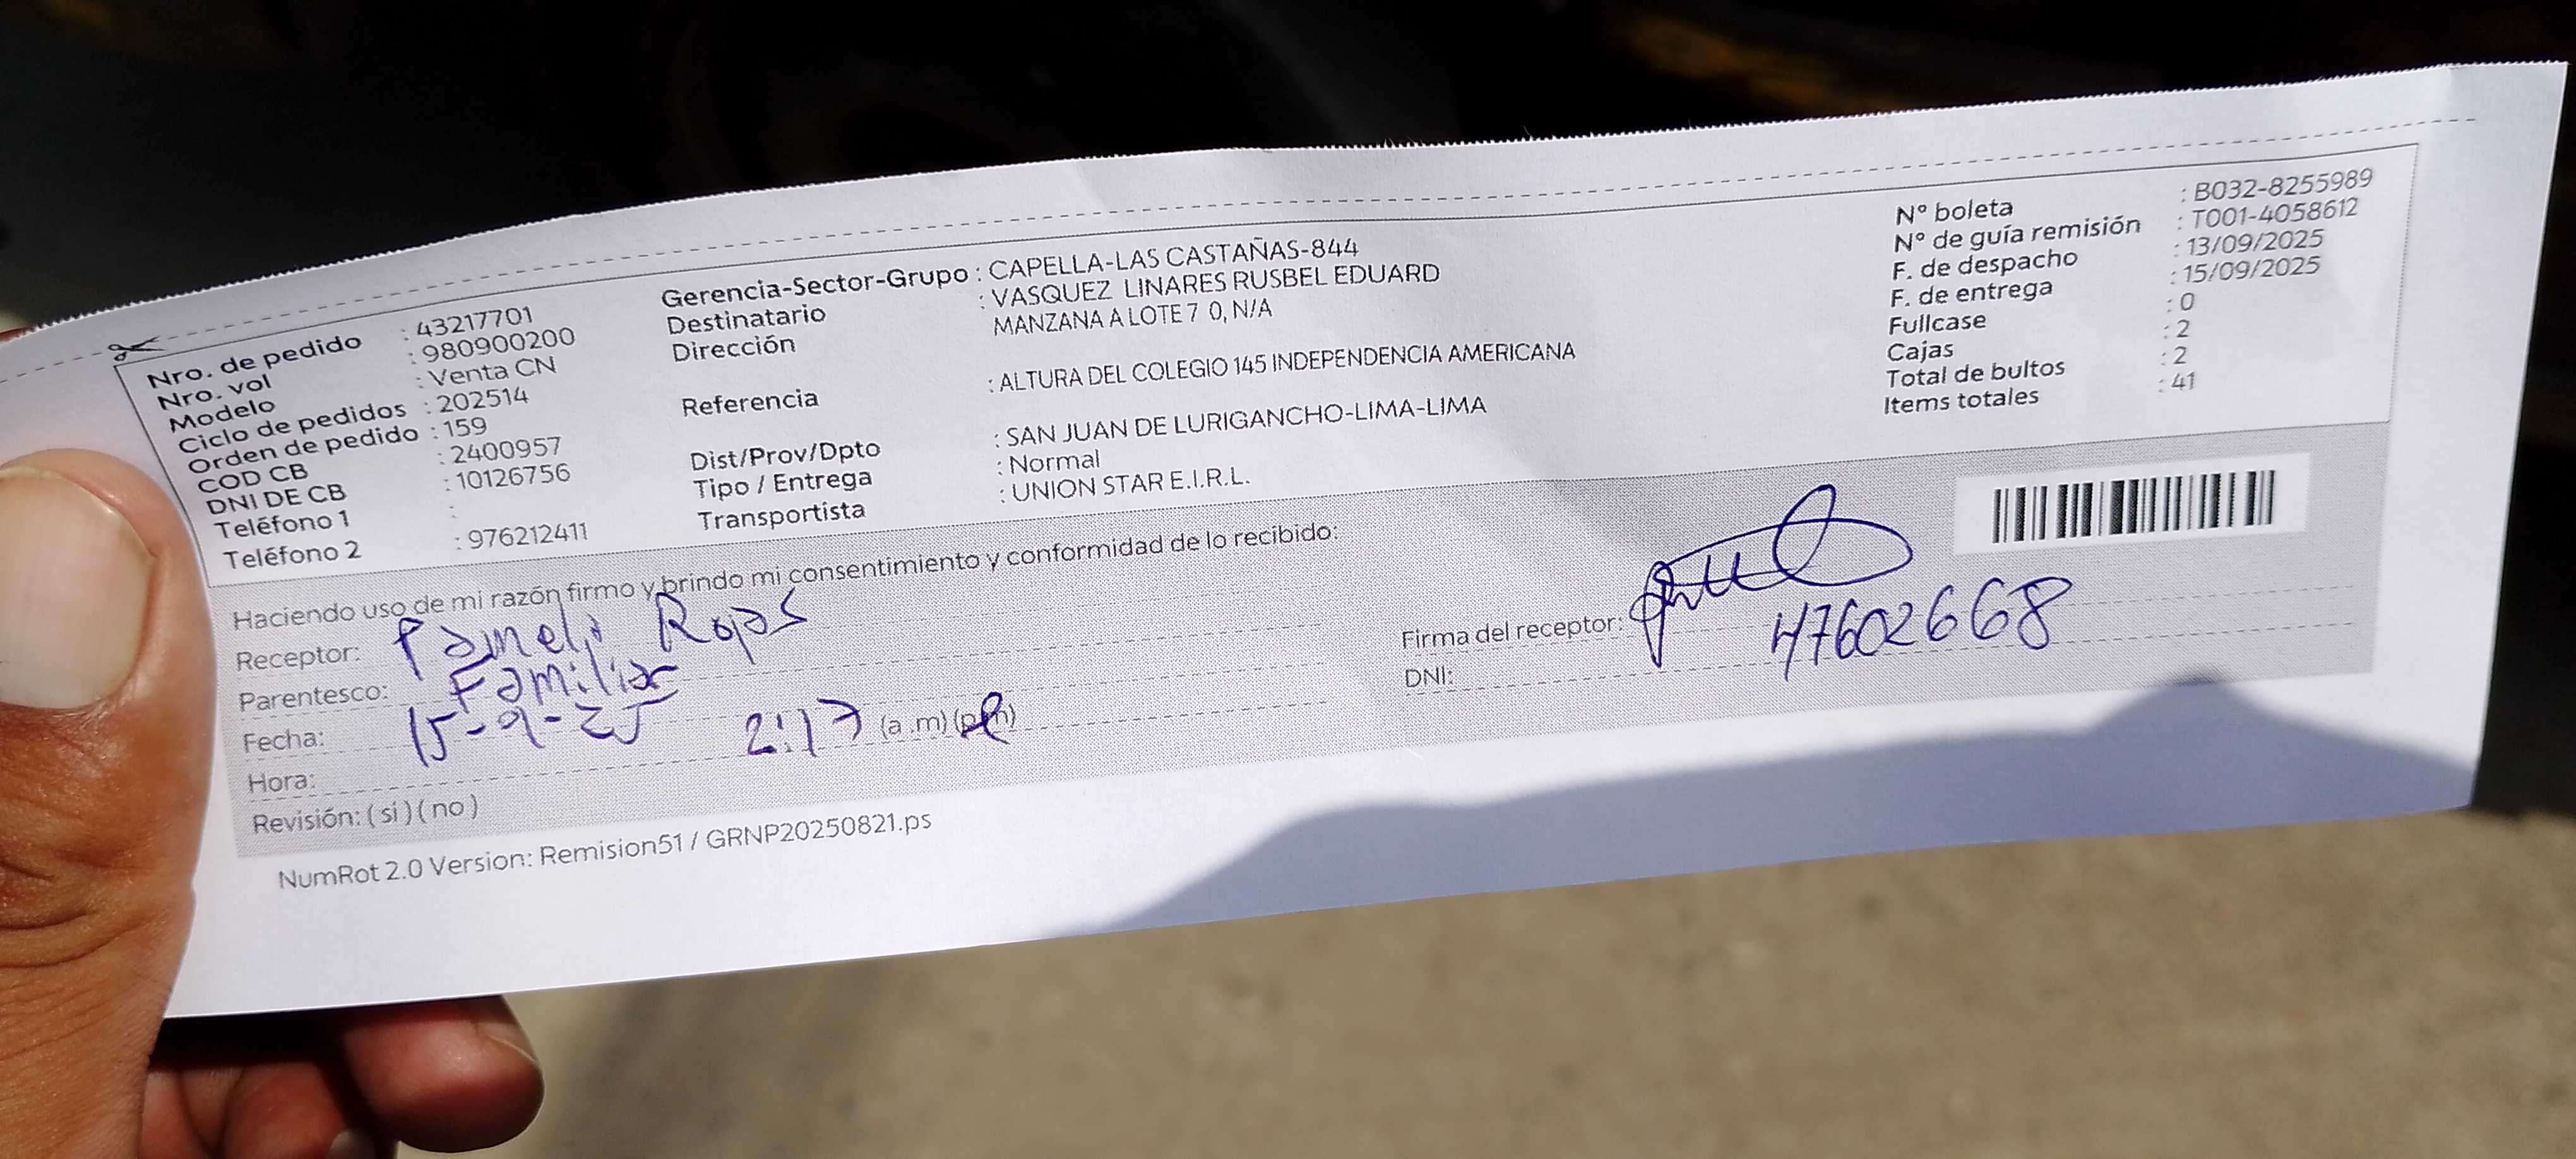 Nro. de pedido : 43217701
Nro. vol : 980900200
Modelo : Venta CN
Ciclo de pedidos : 202514
Orden de pedido : 159
COD CB : 2400957
DNI DE CB : 10126756
Teléfono 1 :
Teléfono 2 : 976212411
Gerencia-Sector-Grupo : CAPELLA-LAS CASTAÑAS-844
Destinatario : VASQUEZ LINARES RUSBEL EDUARD
Dirección MANZANA A LOTE 7 0, N/A
Referencia : ALTURA DEL COLEGIO 145 INDEPENDENCIA AMERICANA
Dist/Prov/Dpto : SAN JUAN DE LURIGANCHO-LIMA-LIMA
Tipo / Entrega : Normal
Transportista : UNION STAR E.I.R.L.
N° boleta : B032-8255989
N° de guía remisión : T001-4058612
F. de despacho : 13/09/2025
F. de entrega : 15/09/2025
Fullcase : 0
Cajas : 2
Total de bultos : 2
Items totales : 41
Haciendo uso de mi razón firmo y brindo mi consentimiento y conformidad de lo recibido:
Receptor: Pamela Rojas
Parentesco: Familiar
Fecha: 15-9-25
Hora: 2:17 (a .m) (p.m)
Revisión: ( si ) ( no )
Firma del receptor:
DNI: 47602668
NumRot 2.0 Version: Remision51 / GRNP20250821.ps